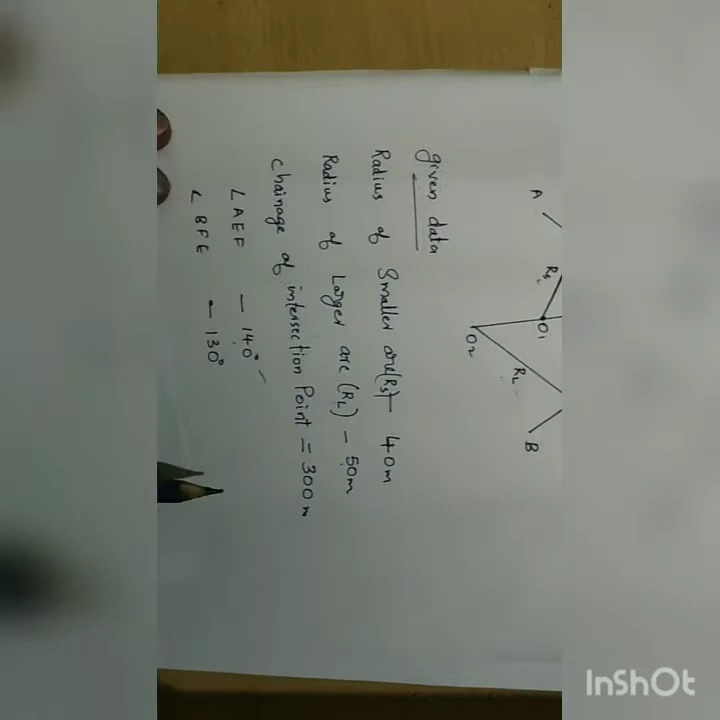 A
Rs
O1
O2
RL
B
given data
Radius of Smaller arc(Rs) - 40m
Radius of Larger arc (RL) - 50m
Chainage of intersection Point = 300m
∠AEF - 140°
∠BFE - 130°
InShOt